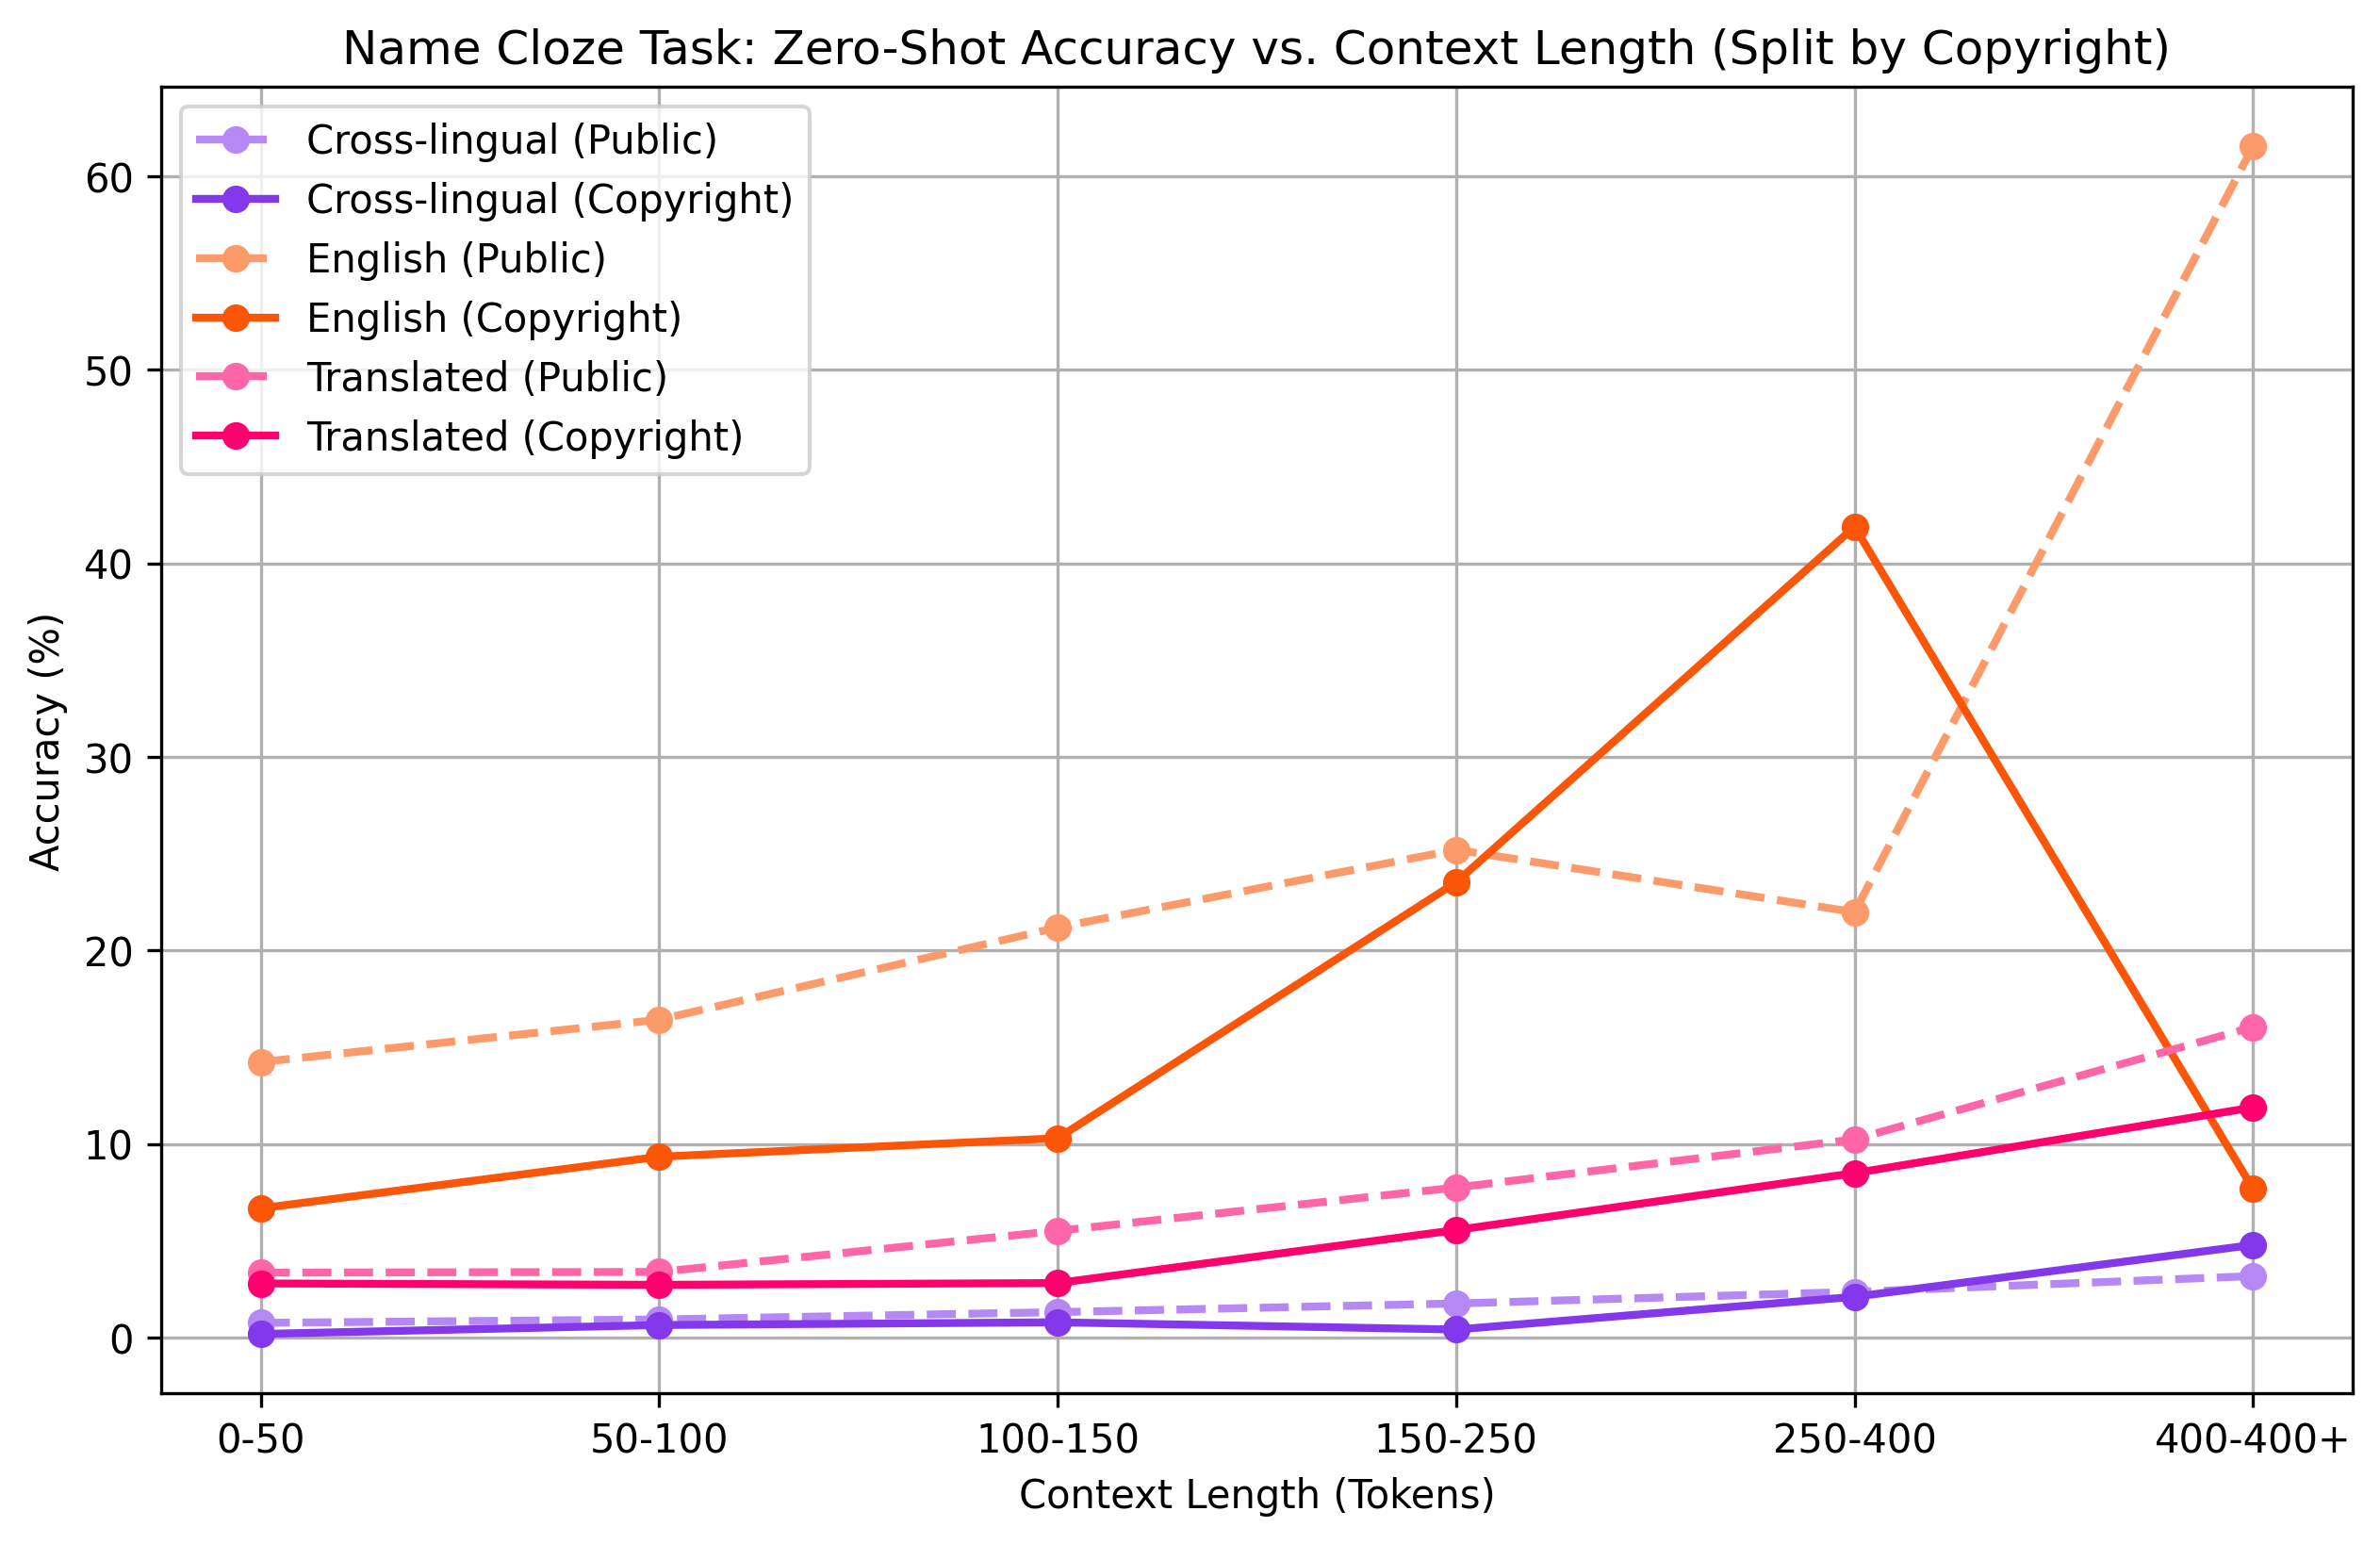 Name Cloze Task: Zero-Shot Accuracy vs. Context Length (Split by Copyright)
Cross-lingual (Public)
Cross-lingual (Copyright)
English (Public)
English (Copyright)
Translated (Public)
Translated (Copyright)
Accuracy (%)
60
50
40
30
20
10
0
0-50
50-100
100-150
150-250
250-400
400-400+
Context Length (Tokens)